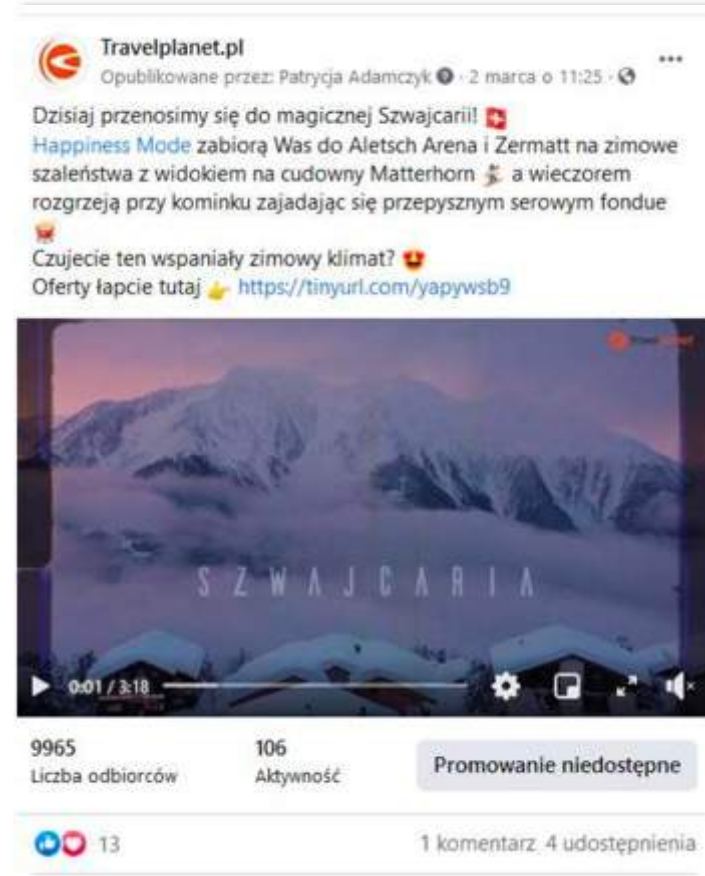 Travelplanet.pl
Opublikowane przez: Patrycja Adamczyk · 2 marca o 11:25 ·
Dzisiaj przenosimy się do magicznej Szwajcarii!
Happiness Mode zabiorą Was do Aletsch Arena i Zermatt na zimowe
szaleństwa z widokiem na cudowny Matterhorn a wieczorem
rozgrzeją przy kominku zajadając się przepysznym serowym fondue
Czujecie ten wspaniały zimowy klimat?
Oferty łapcie tutaj https://tinyurl.com/yapywsb9
SZWAJCARIA
0:01 / 3:18
9965
Liczba odbiorców
106
Aktywność
Promowanie niedostępne
13
1 komentarz 4 udostępnienia